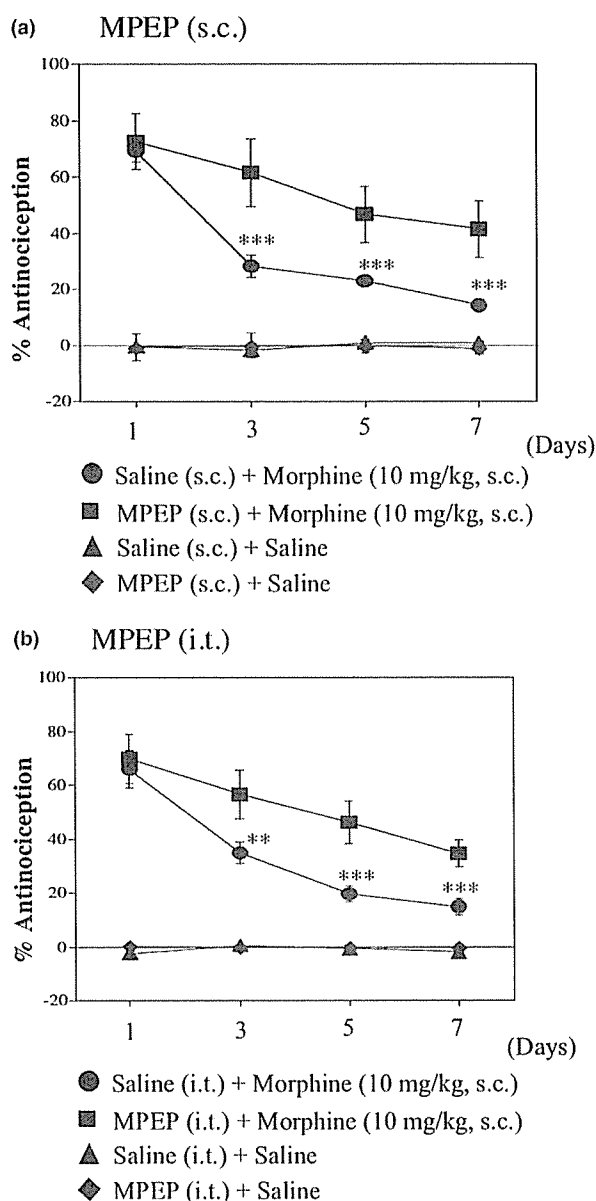 (a) MPEP (s.c.)
100
80
60
40
20
0
-20
% Antinociception
***
***
***
1 3 5 7
(Days)
Saline (s.c.) + Morphine (10 mg/kg, s.c.)
MPEP (s.c.) + Morphine (10 mg/kg, s.c.)
Saline (s.c.) + Saline
MPEP (s.c.) + Saline
(b) MPEP (i.t.)
100
80
60
40
20
0
-20
% Antinociception
**
***
***
1 3 5 7
(Days)
Saline (i.t.) + Morphine (10 mg/kg, s.c.)
MPEP (i.t.) + Morphine (10 mg/kg, s.c.)
Saline (i.t.) + Saline
MPEP (i.t.) + Saline